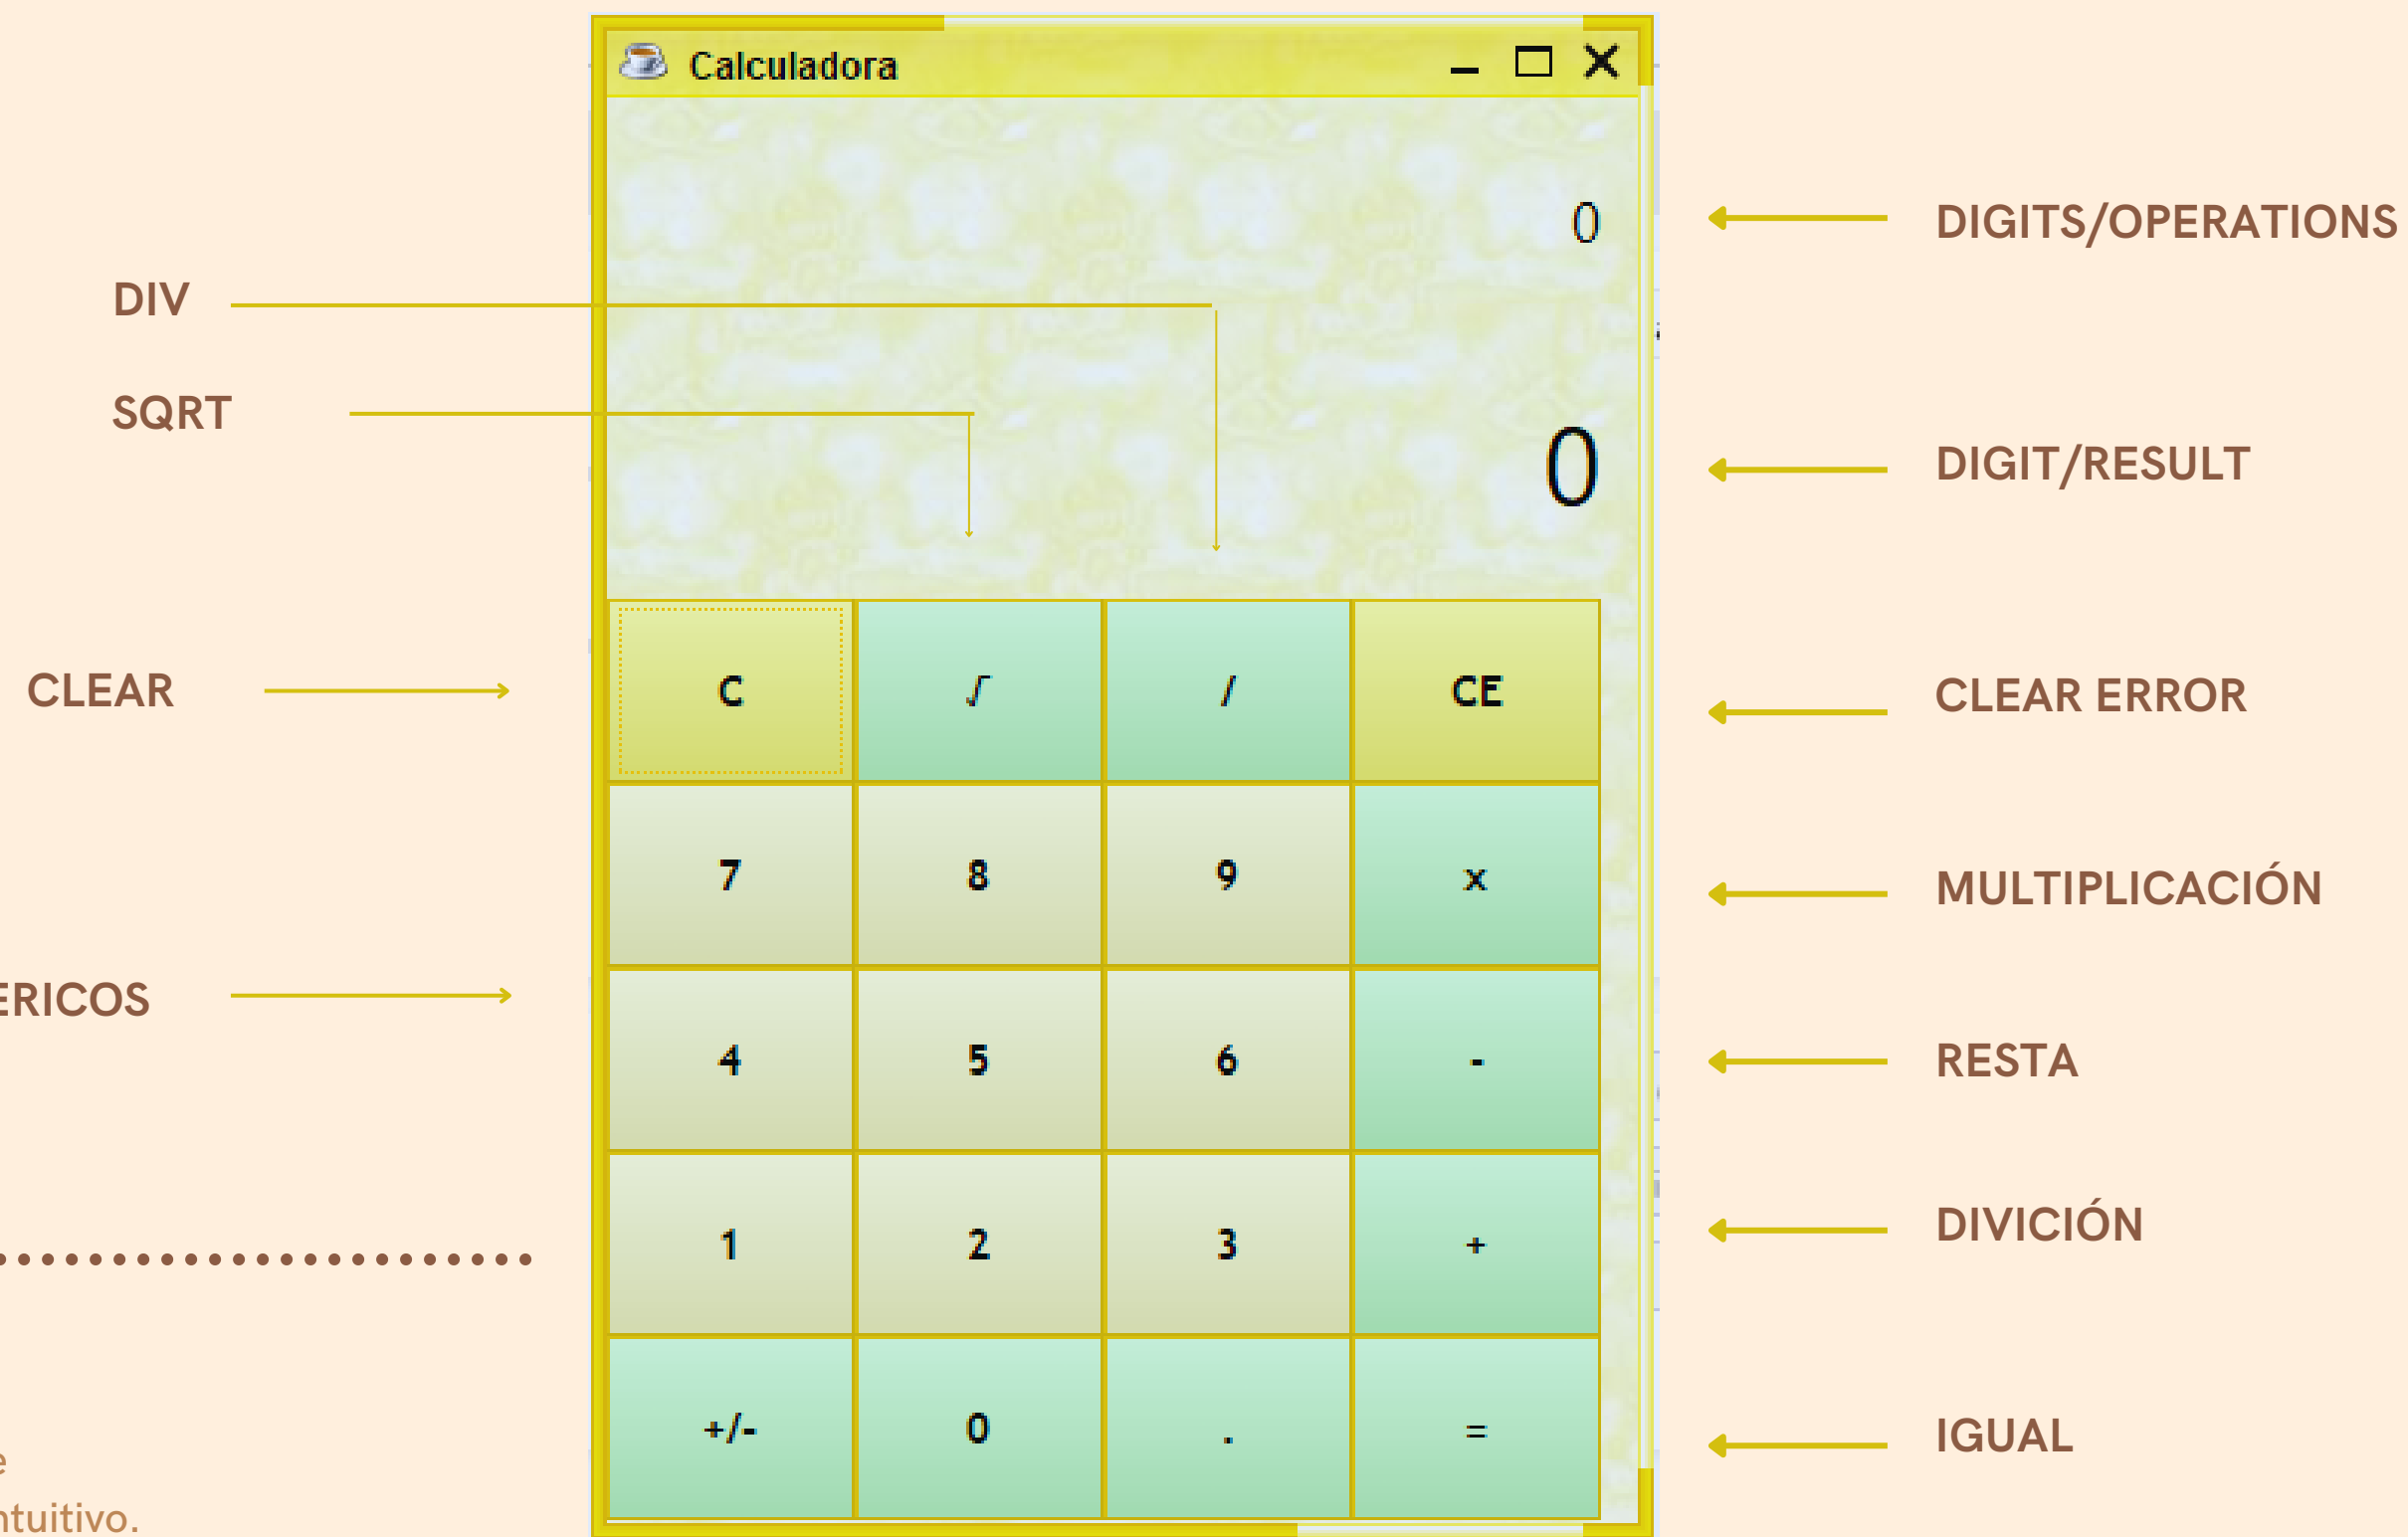 Calculadora
0
DIGITS/OPERATIONS
DIV
SQRT
0
DIGIT/RESULT
CLEAR
C √ / CE
CLEAR ERROR
7 8 9 x
MULTIPLICACIÓN
ERICOS
4 5 6 -
RESTA
1 2 3 +
DIVICIÓN
+/- 0 . =
IGUAL
e
ntuitivo.